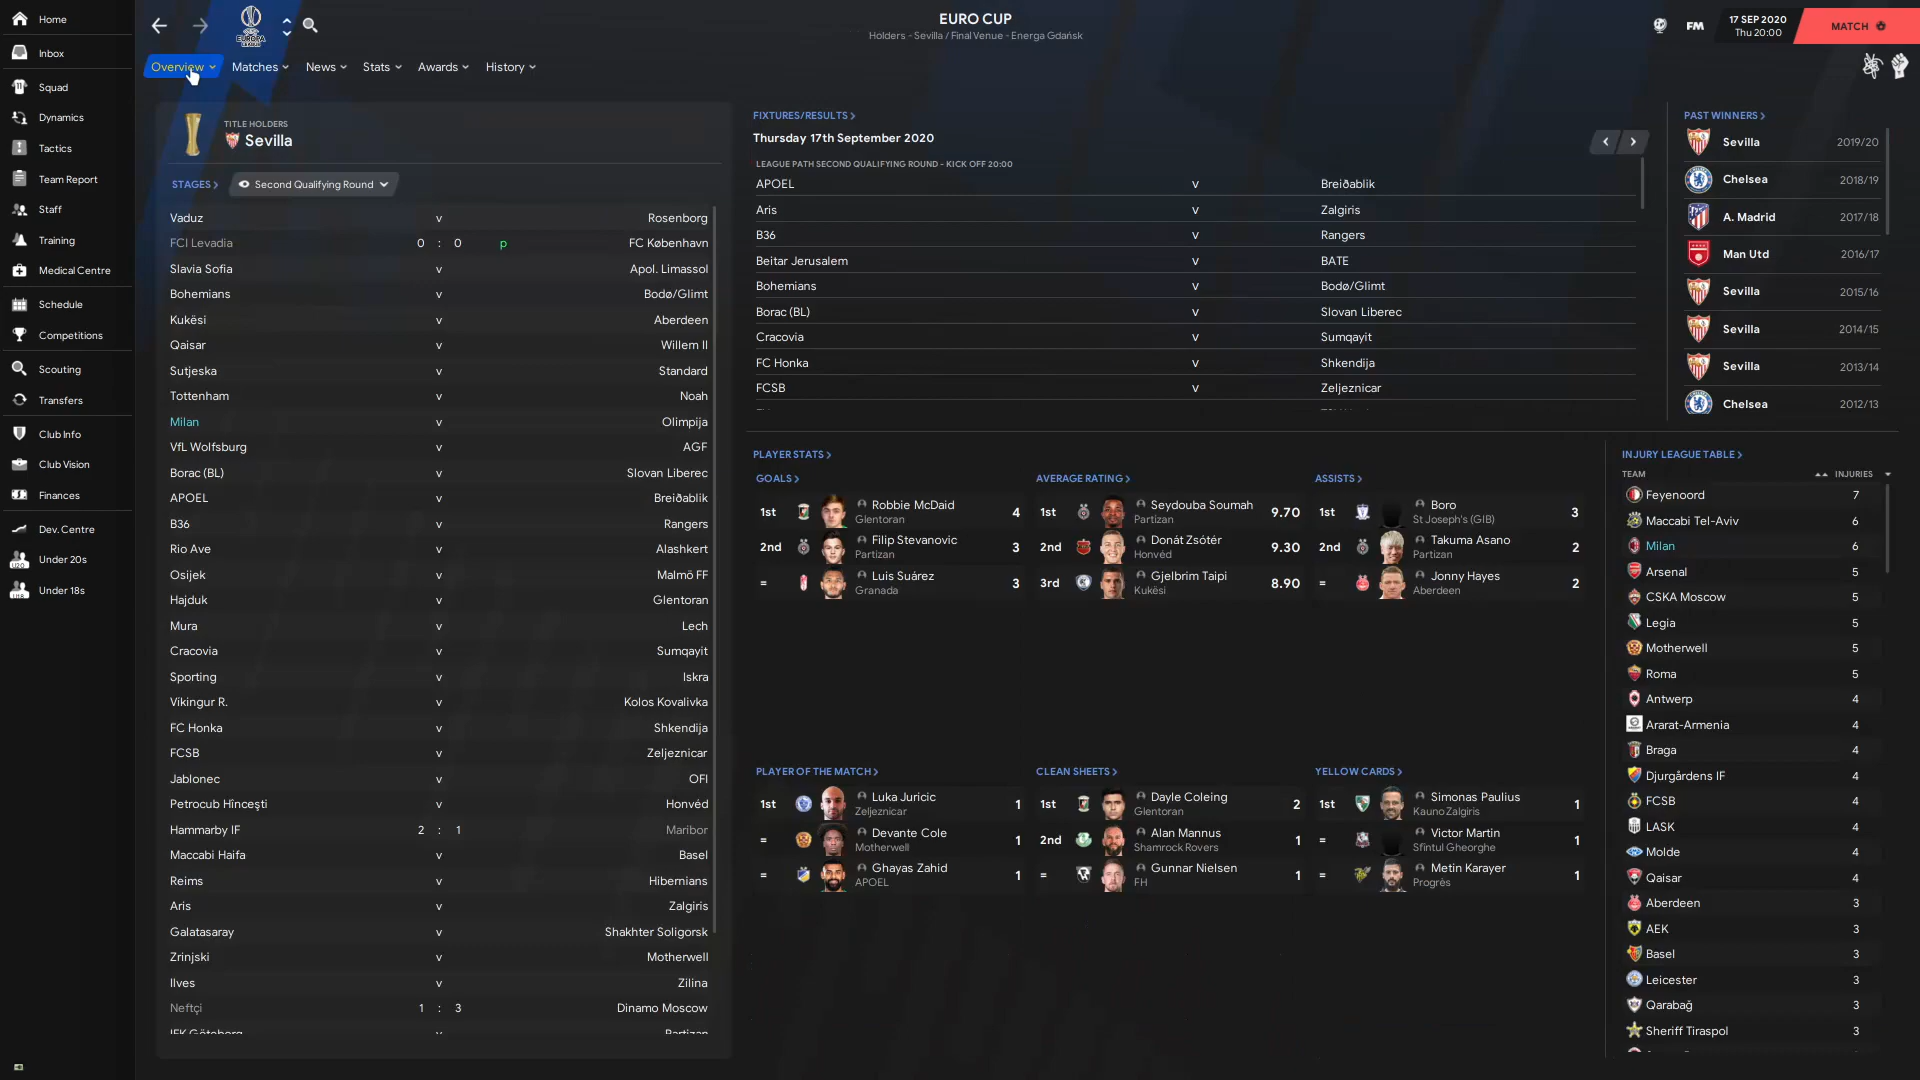 Home
Inbox
Squad
Dynamics
Tactics
Team Report
Staff
Training
Medical Centre
Schedule
Competitions
Scouting
Transfers
Club Info
Club Vision
Finances
Dev. Centre
Under 20s
Under 18s
EURO CUP
Holders - Sevilla / Final Venue - Energa Gdańsk
FM
17 SEP 2020
Thu 20:00
MATCH
Overview
Matches
News
Stats
Awards
History
TITLE HOLDERS
Sevilla
STAGES
Second Qualifying Round
Vaduz v Rosenborg
FCI Levadia 0 : 0 p FC København
Slavia Sofia v Apol. Limassol
Bohemians v Bodø/Glimt
Kukësi v Aberdeen
Qaisar v Willem II
Sutjeska v Standard
Tottenham v Noah
Milan v Olimpija
VfL Wolfsburg v AGF
Borac (BL) v Slovan Liberec
APOEL v Breiðablik
B36 v Rangers
Rio Ave v Alashkert
Osijek v Malmö FF
Hajduk v Glentoran
Mura v Lech
Cracovia v Sumqayit
Sporting v Iskra
Víkingur R. v Kolos Kovalivka
FC Honka v Shkendija
FCSB v Zeljeznicar
Jablonec v OFI
Petrocub Hîncești v Honvéd
Hammarby IF 2 : 1 Maribor
Maccabi Haifa v Basel
Reims v Hibernians
Aris v Zalgiris
Galatasaray v Shakhter Soligorsk
Zrinjski v Motherwell
Ilves v Zilina
Neftçi 1 : 3 Dinamo Moscow
IFK Göteborg v Partizan
FIXTURES/RESULTS
Thursday 17th September 2020
LEAGUE PATH SECOND QUALIFYING ROUND - KICK OFF 20:00
APOEL v Breiðablik
Aris v Zalgiris
B36 v Rangers
Beitar Jerusalem v BATE
Bohemians v Bodø/Glimt
Borac (BL) v Slovan Liberec
Cracovia v Sumqayit
FC Honka v Shkendija
FCSB v Zeljeznicar
PAST WINNERS
Sevilla 2019/20
Chelsea 2018/19
A. Madrid 2017/18
Man Utd 2016/17
Sevilla 2015/16
Sevilla 2014/15
Sevilla 2013/14
Chelsea 2012/13
PLAYER STATS
GOALS
1st Robbie McDaid 4
Glentoran
2nd Filip Stevanovic 3
Partizan
= Luis Suárez 3
Granada
AVERAGE RATING
1st Seydouba Soumah 9.70
Partizan
2nd Donát Zsótér 9.30
Honvéd
3rd Gjelbrim Taipi 8.90
Kukësi
ASSISTS
1st Boro 3
St Joseph's (GIB)
2nd Takuma Asano 2
Partizan
= Jonny Hayes 2
Aberdeen
PLAYER OF THE MATCH
1st Luka Juricic 1
Zeljeznicar
= Devante Cole 1
Motherwell
= Ghayas Zahid 1
APOEL
CLEAN SHEETS
1st Dayle Coleing 2
Glentoran
2nd Alan Mannus 1
Shamrock Rovers
= Gunnar Nielsen 1
FH
YELLOW CARDS
1st Simonas Paulius 1
Kauno Zalgiris
= Victor Martin 1
Sfîntul Gheorghe
= Metin Karayer 1
Progrès
INJURY LEAGUE TABLE
TEAM INJURIES
Feyenoord 7
Maccabi Tel-Aviv 6
Milan 6
Arsenal 5
CSKA Moscow 5
Legia 5
Motherwell 5
Roma 5
Antwerp 4
Ararat-Armenia 4
Braga 4
Djurgårdens IF 4
FCSB 4
LASK 4
Molde 4
Qaisar 4
Aberdeen 3
AEK 3
Basel 3
Leicester 3
Qarabağ 3
Sheriff Tiraspol 3